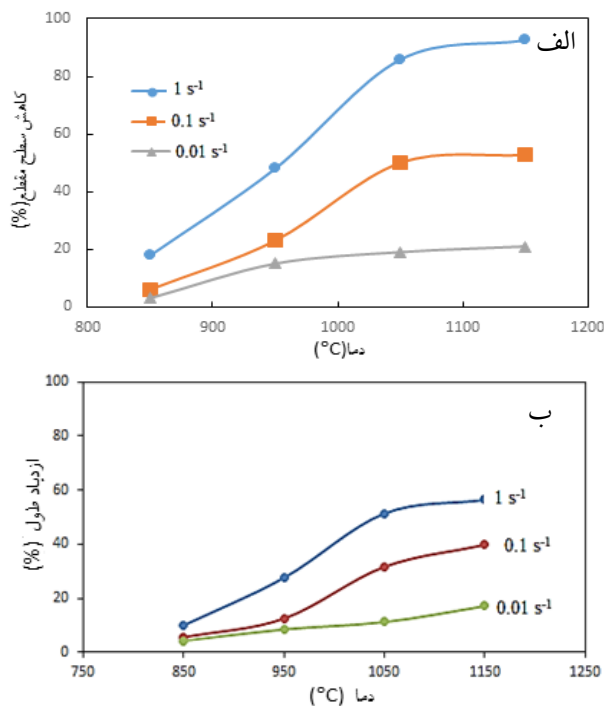 الف
کاهش سطح مقطع(%)
100
80
60
40
20
0
1 s⁻¹
0.1 s⁻¹
0.01 s⁻¹
800 900 1000 1100 1200
دما(°C)
ب
ازدیاد طول (%)
100
80
60
40
20
0
1 s⁻¹
0.1 s⁻¹
0.01 s⁻¹
750 850 950 1050 1150 1250
دما (°C)